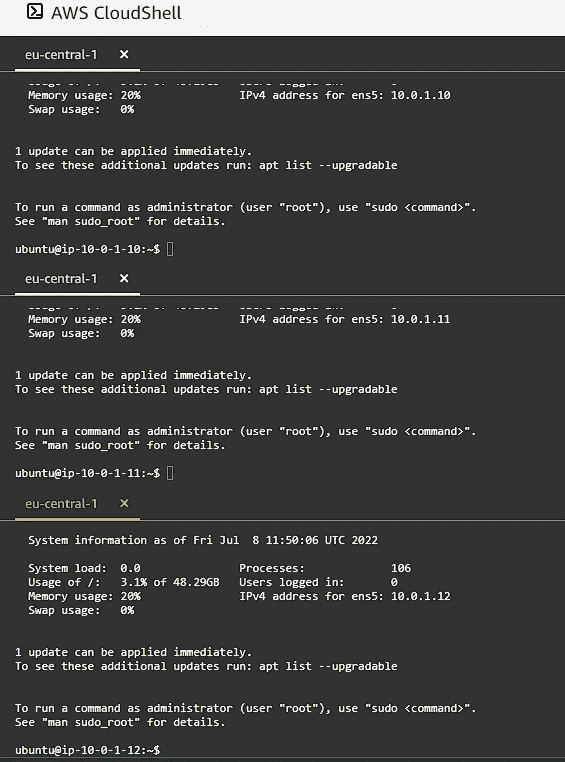 AWS CloudShell
eu-central-1 ×
Memory usage: 20% IPv4 address for ens5: 10.0.1.10
Swap usage: 0%
1 update can be applied immediately.
To see these additional updates run: apt list --upgradable
To run a command as administrator (user "root"), use "sudo <command>".
See "man sudo_root" for details.
ubuntu@ip-10-0-1-10:~$
eu-central-1 ×
Memory usage: 20% IPv4 address for ens5: 10.0.1.11
Swap usage: 0%
1 update can be applied immediately.
To see these additional updates run: apt list --upgradable
To run a command as administrator (user "root"), use "sudo <command>".
See "man sudo_root" for details.
ubuntu@ip-10-0-1-11:~$
eu-central-1 ×
System information as of Fri Jul  8 11:50:06 UTC 2022
System load: 0.0 Processes: 106
Usage of /: 3.1% of 48.29GB Users logged in: 0
Memory usage: 20% IPv4 address for ens5: 10.0.1.12
Swap usage: 0%
1 update can be applied immediately.
To see these additional updates run: apt list --upgradable
To run a command as administrator (user "root"), use "sudo <command>".
See "man sudo_root" for details.
ubuntu@ip-10-0-1-12:~$